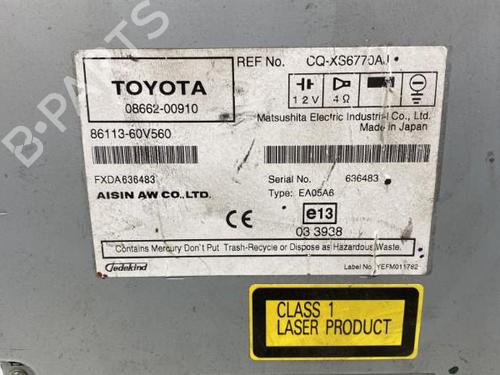 REF No. CQ-XS6770AJ
TOYOTA
08662-00910
12V 4Ω
Matsushita Electric Industrial Co., Ltd.
Made in Japan
86113-60V560
FXDA636483
Serial No. 636483
AISIN AW CO.,LTD.
Type: EA05A6
CE
e13
03 3938
Contains Mercury Don't Put Trash-Recycle or Dispose as Hazardous Waste.
Gedekind
Label No. YEFM011782
CLASS 1
LASER PRODUCT
B-PARTS